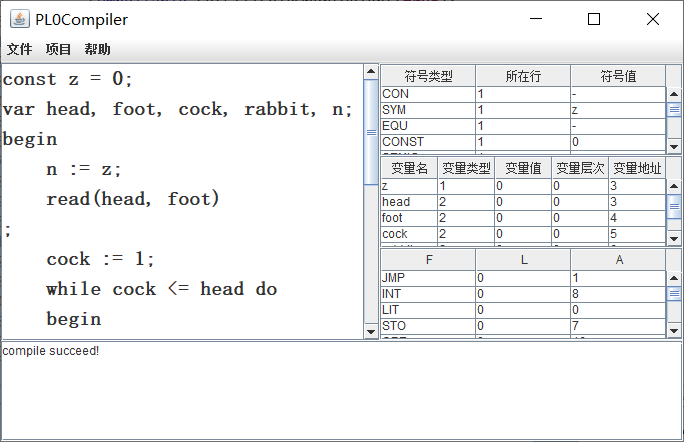 PL0Compiler
文件 项目 帮助
const z = 0;
var head, foot, cock, rabbit, n;
begin
n := z;
read(head, foot)
;
cock := 1;
while cock <= head do
begin
符号类型 所在行 符号值
CON 1 -
SYM 1 z
EQU 1 -
CONST 1 0
变量名 变量类型 变量值 变量层次 变量地址
z 1 0 0 3
head 2 0 0 3
foot 2 0 0 4
cock 2 0 0 5
F L A
JMP 0 1
INT 0 8
LIT 0 0
STO 0 7
compile succeed!